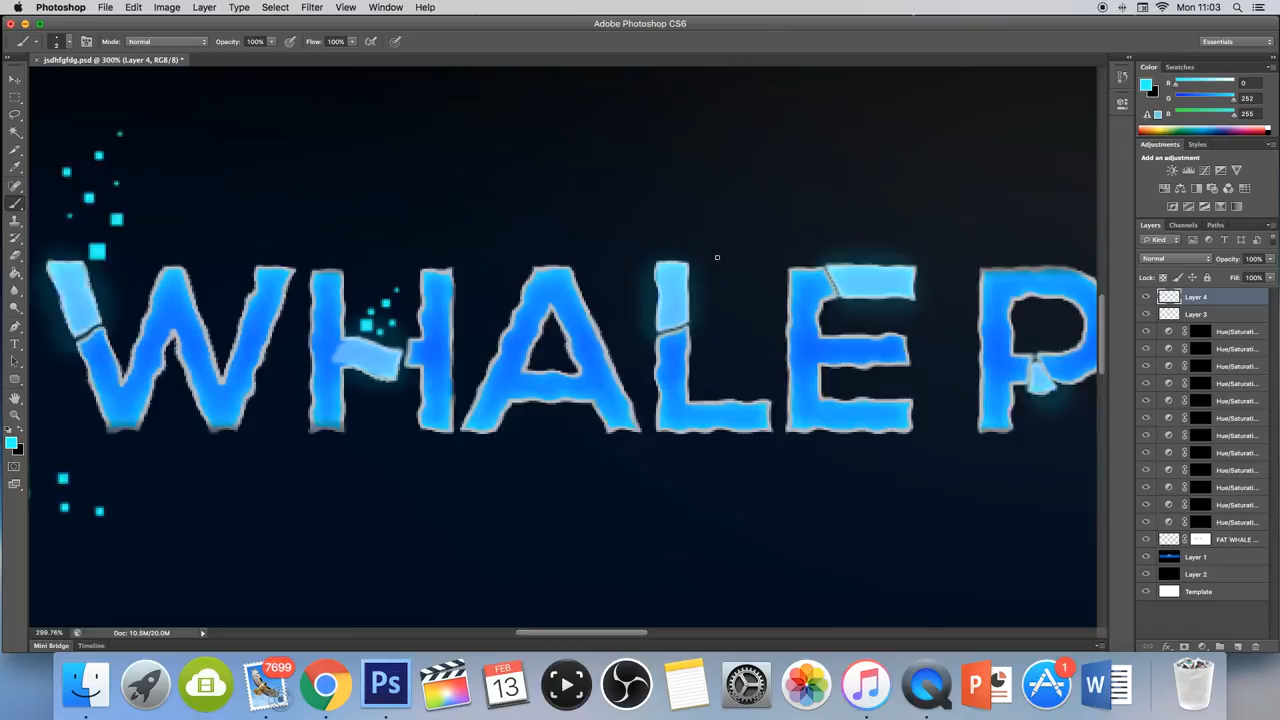 Photoshop File Edit Image Layer Type Select Filter View Window Help Mon 11:03
Adobe Photoshop CS6
2 Mode: Normal Opacity: 100% Flow: 100% Essentials
jsdhfgfdg.psd @ 300% (Layer 4, RGB/8) *
Color Swatches
R 0
G 252
B 255
Adjustments Styles
Add an adjustment
Layers Channels Paths
Kind
Normal Opacity: 100%
Lock: Fill: 100%
Layer 4
Layer 3
Hue/Saturati...
Hue/Saturati...
Hue/Saturati...
Hue/Saturati...
Hue/Saturati...
Hue/Saturati...
Hue/Saturati...
Hue/Saturati...
Hue/Saturati...
Hue/Saturati...
Hue/Saturati...
Hue/Saturati...
FAT WHALE ...
Layer 1
Layer 2
Template
WHALE P
299.76% Doc: 10.5M/20.0M
Mini Bridge Timeline
7699
FEB
13
Ps
P
1
W